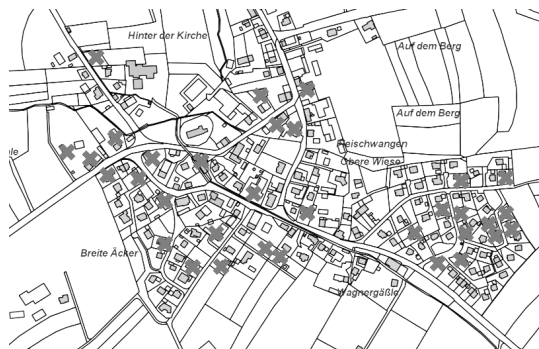 Hinter der Kirche
Auf dem Berg
Auf dem Berg
Fleischwangen
Obere Wiese
Breite Äcker
Wagnergäßle